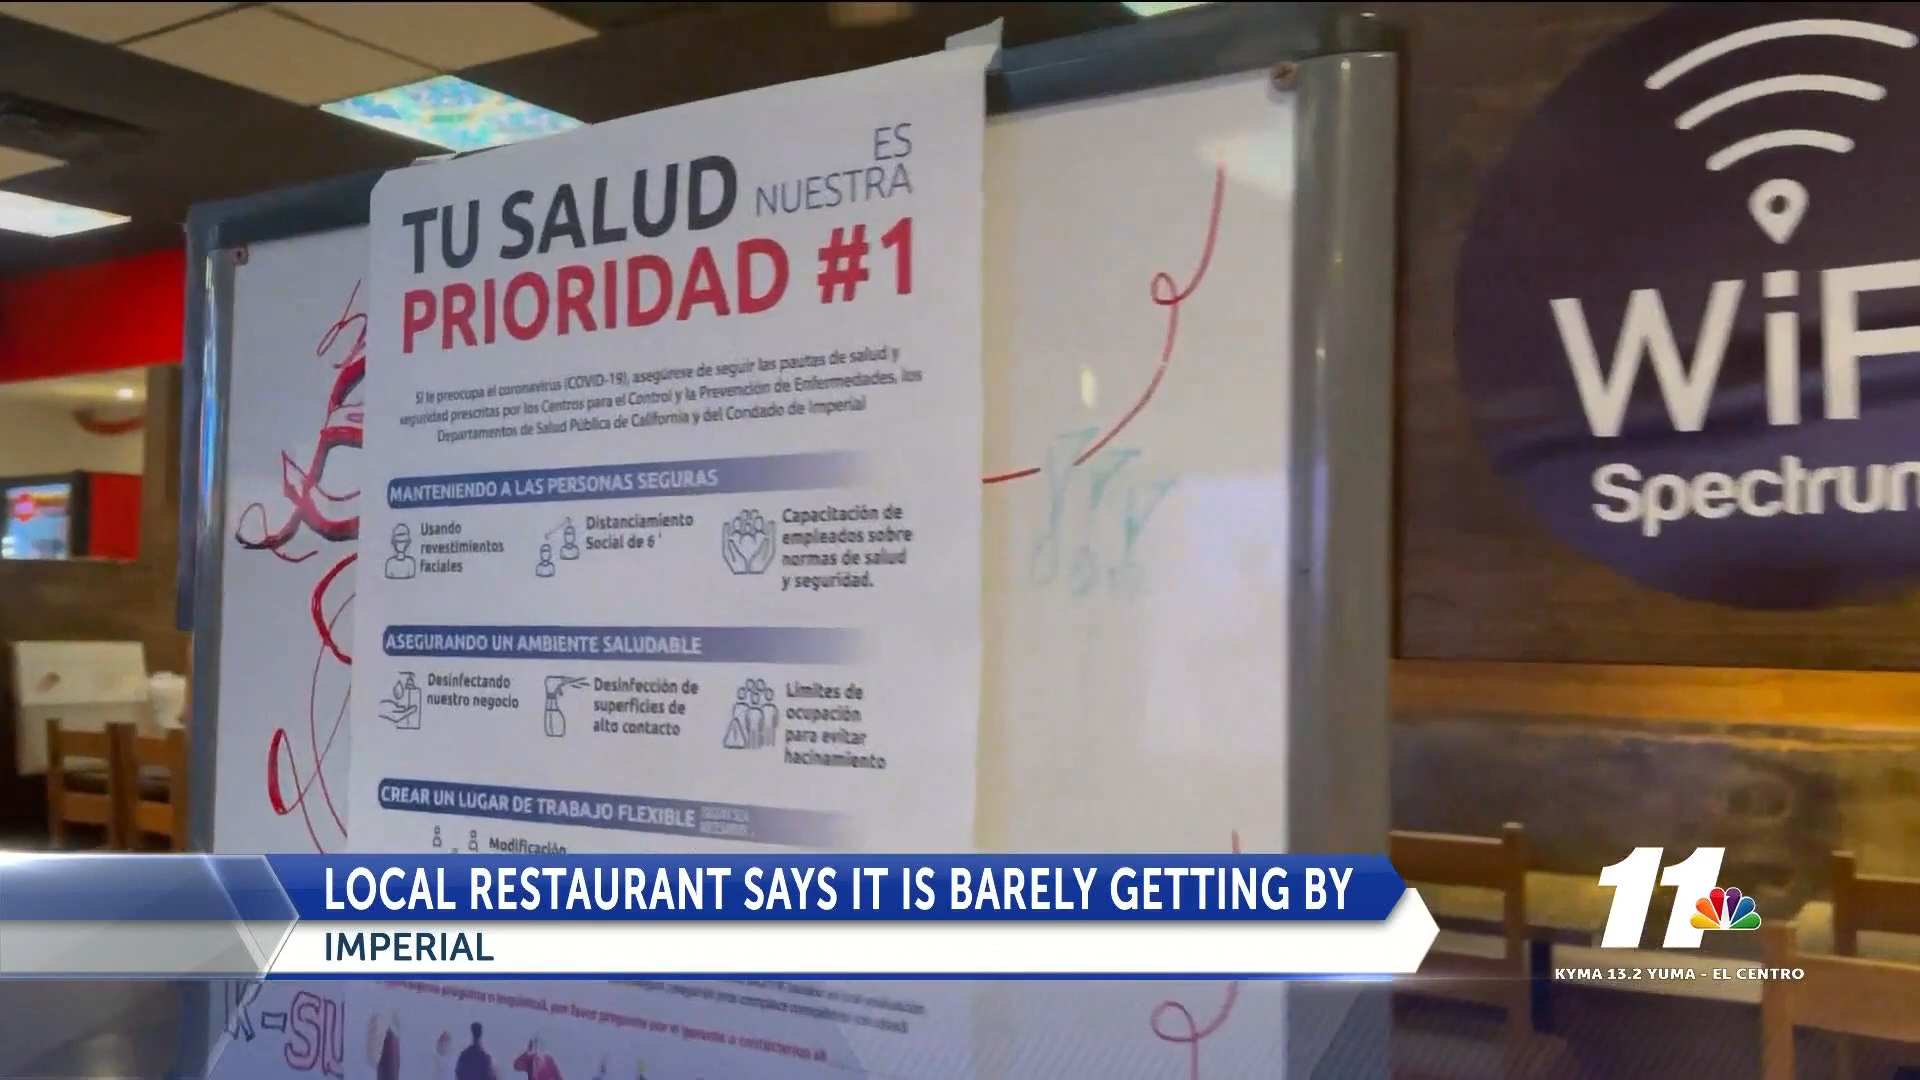 TU SALUD ES
NUESTRA
PRIORIDAD #1
Si le preocupa el coronavirus (COVID-19), asegúrese de seguir las pautas de salud y
seguridad prescritas por los Centros para el Control y la Prevención de Enfermedades, los
Departamentos de Salud Pública de California y del Condado de Imperial
MANTENIENDO A LAS PERSONAS SEGURAS
Usando
revestimientos
faciales
Distanciamiento
Social de 6'
Capacitación de
empleados sobre
normas de salud
y seguridad.
ASEGURANDO UN AMBIENTE SALUDABLE
Desinfectando
nuestro negocio
Desinfección de
superficies de
alto contacto
Límites de
ocupación
para evitar
hacinamiento
CREAR UN LUGAR DE TRABAJO FLEXIBLE
Modificación
WiF
Spectrum
LOCAL RESTAURANT SAYS IT IS BARELY GETTING BY
IMPERIAL
11
KYMA 13.2 YUMA - EL CENTRO